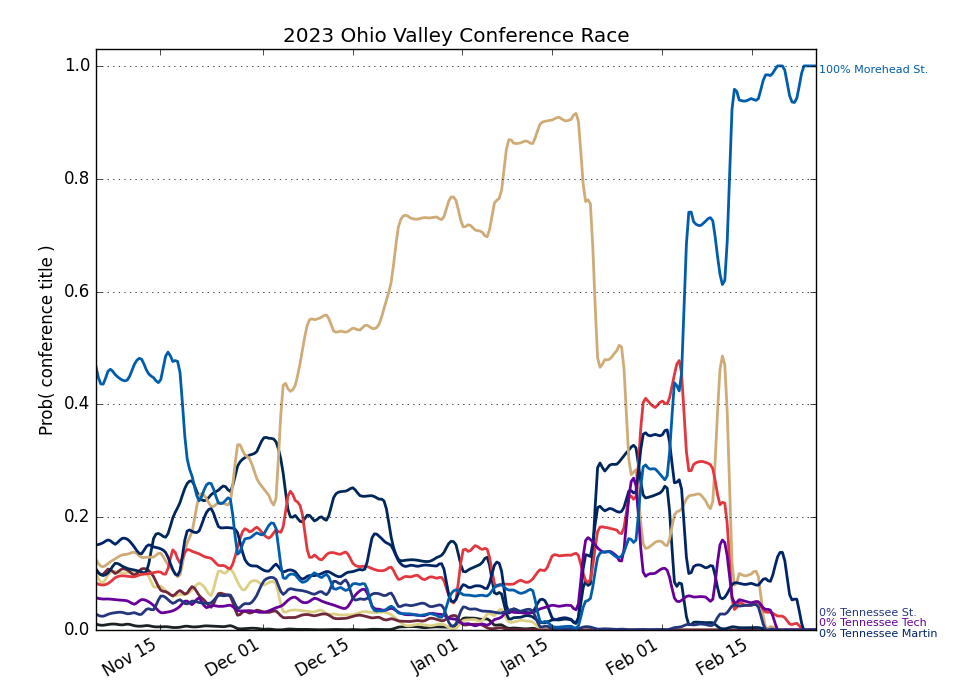 2023 Ohio Valley Conference Race
Prob( conference title )
1.0
0.8
0.6
0.4
0.2
0.0
100% Morehead St.
0% Tennessee St.
0% Tennessee Tech
0% Tennessee Martin
Nov 15
Dec 01
Dec 15
Jan 01
Jan 15
Feb 01
Feb 15